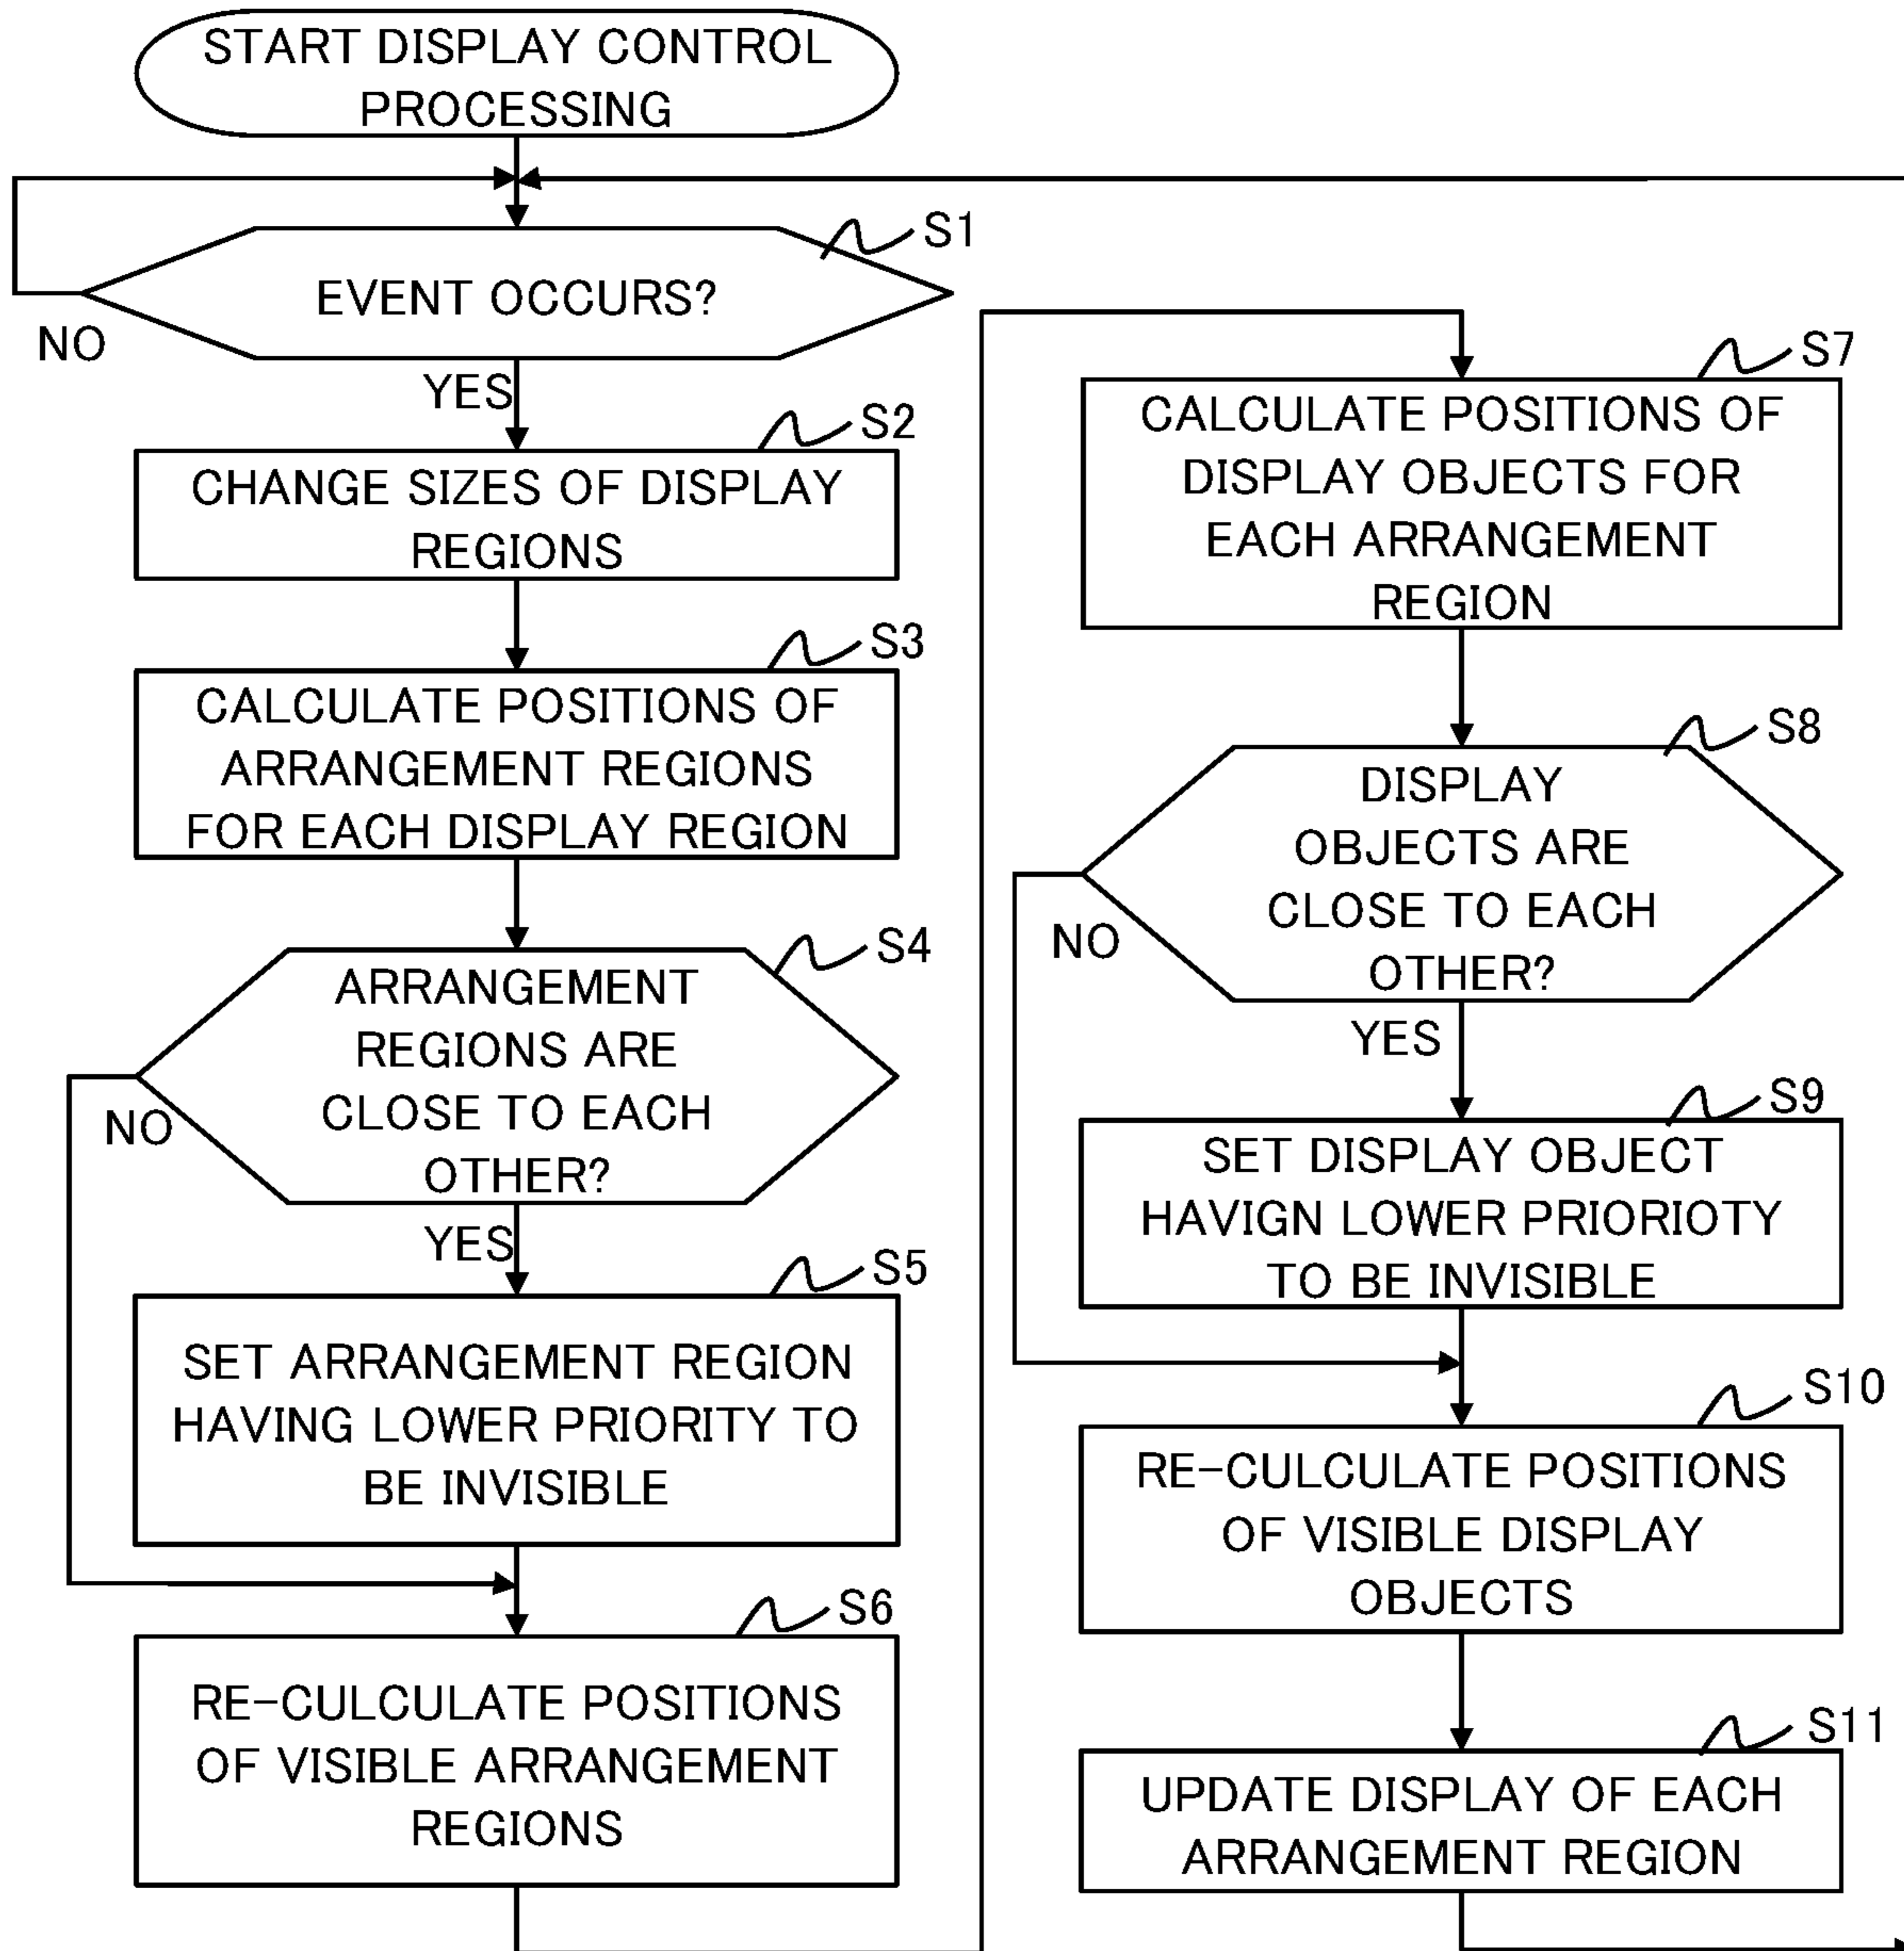 START DISPLAY CONTROL
PROCESSING
S1
EVENT OCCURS?
NO
YES
S2
CHANGE SIZES OF DISPLAY
REGIONS
S3
CALCULATE POSITIONS OF
ARRANGEMENT REGIONS
FOR EACH DISPLAY REGION
S4
ARRANGEMENT
REGIONS ARE
CLOSE TO EACH
OTHER?
NO
YES
S5
SET ARRANGEMENT REGION
HAVING LOWER PRIORITY TO
BE INVISIBLE
S6
RE-CULCULATE POSITIONS
OF VISIBLE ARRANGEMENT
REGIONS
S7
CALCULATE POSITIONS OF
DISPLAY OBJECTS FOR
EACH ARRANGEMENT
REGION
S8
DISPLAY
OBJECTS ARE
CLOSE TO EACH
OTHER?
NO
YES
S9
SET DISPLAY OBJECT
HAVIGN LOWER PRIORIOTY
TO BE INVISIBLE
S10
RE-CULCULATE POSITIONS
OF VISIBLE DISPLAY
OBJECTS
S11
UPDATE DISPLAY OF EACH
ARRANGEMENT REGION